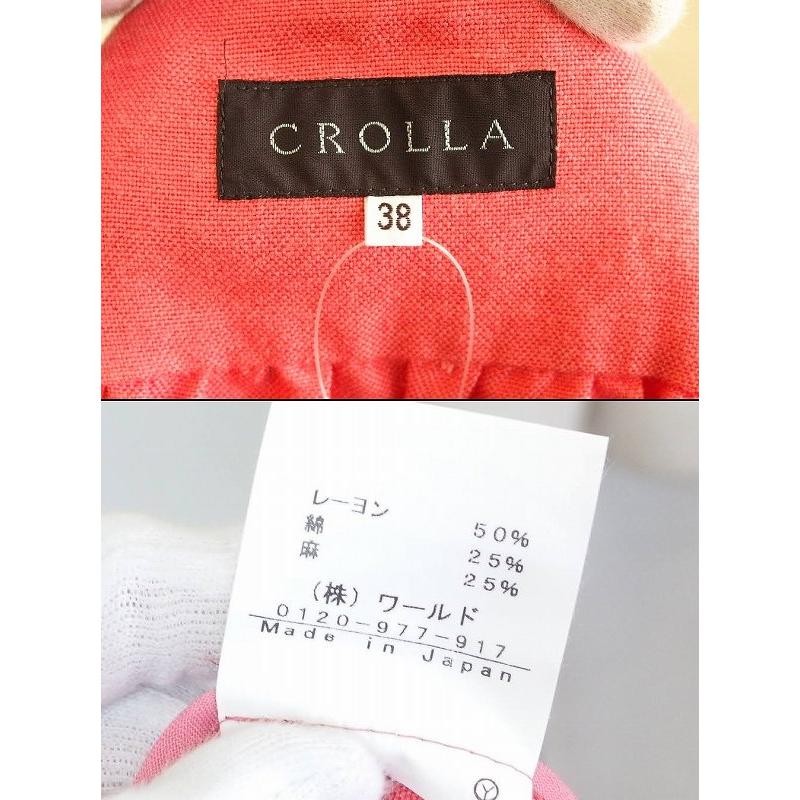 CROLLA
38
レーヨン 50%
綿 25%
麻 25%
(株) ワールド
0120-977-917
Made in Japan
Y